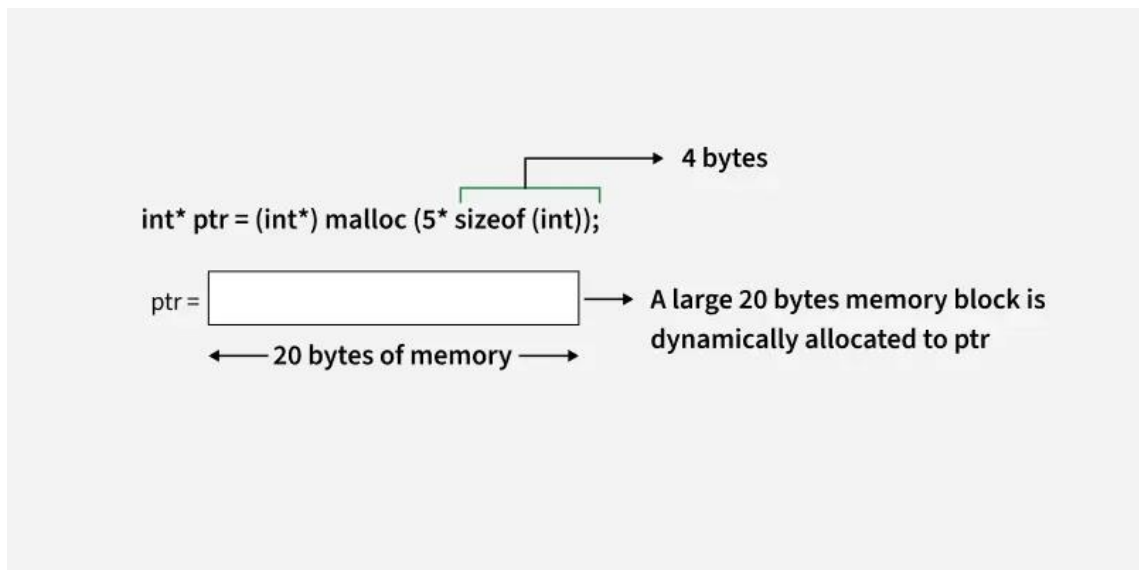 4 bytes
int* ptr = (int*) malloc (5* sizeof (int));
ptr =
A large 20 bytes memory block is
dynamically allocated to ptr
20 bytes of memory